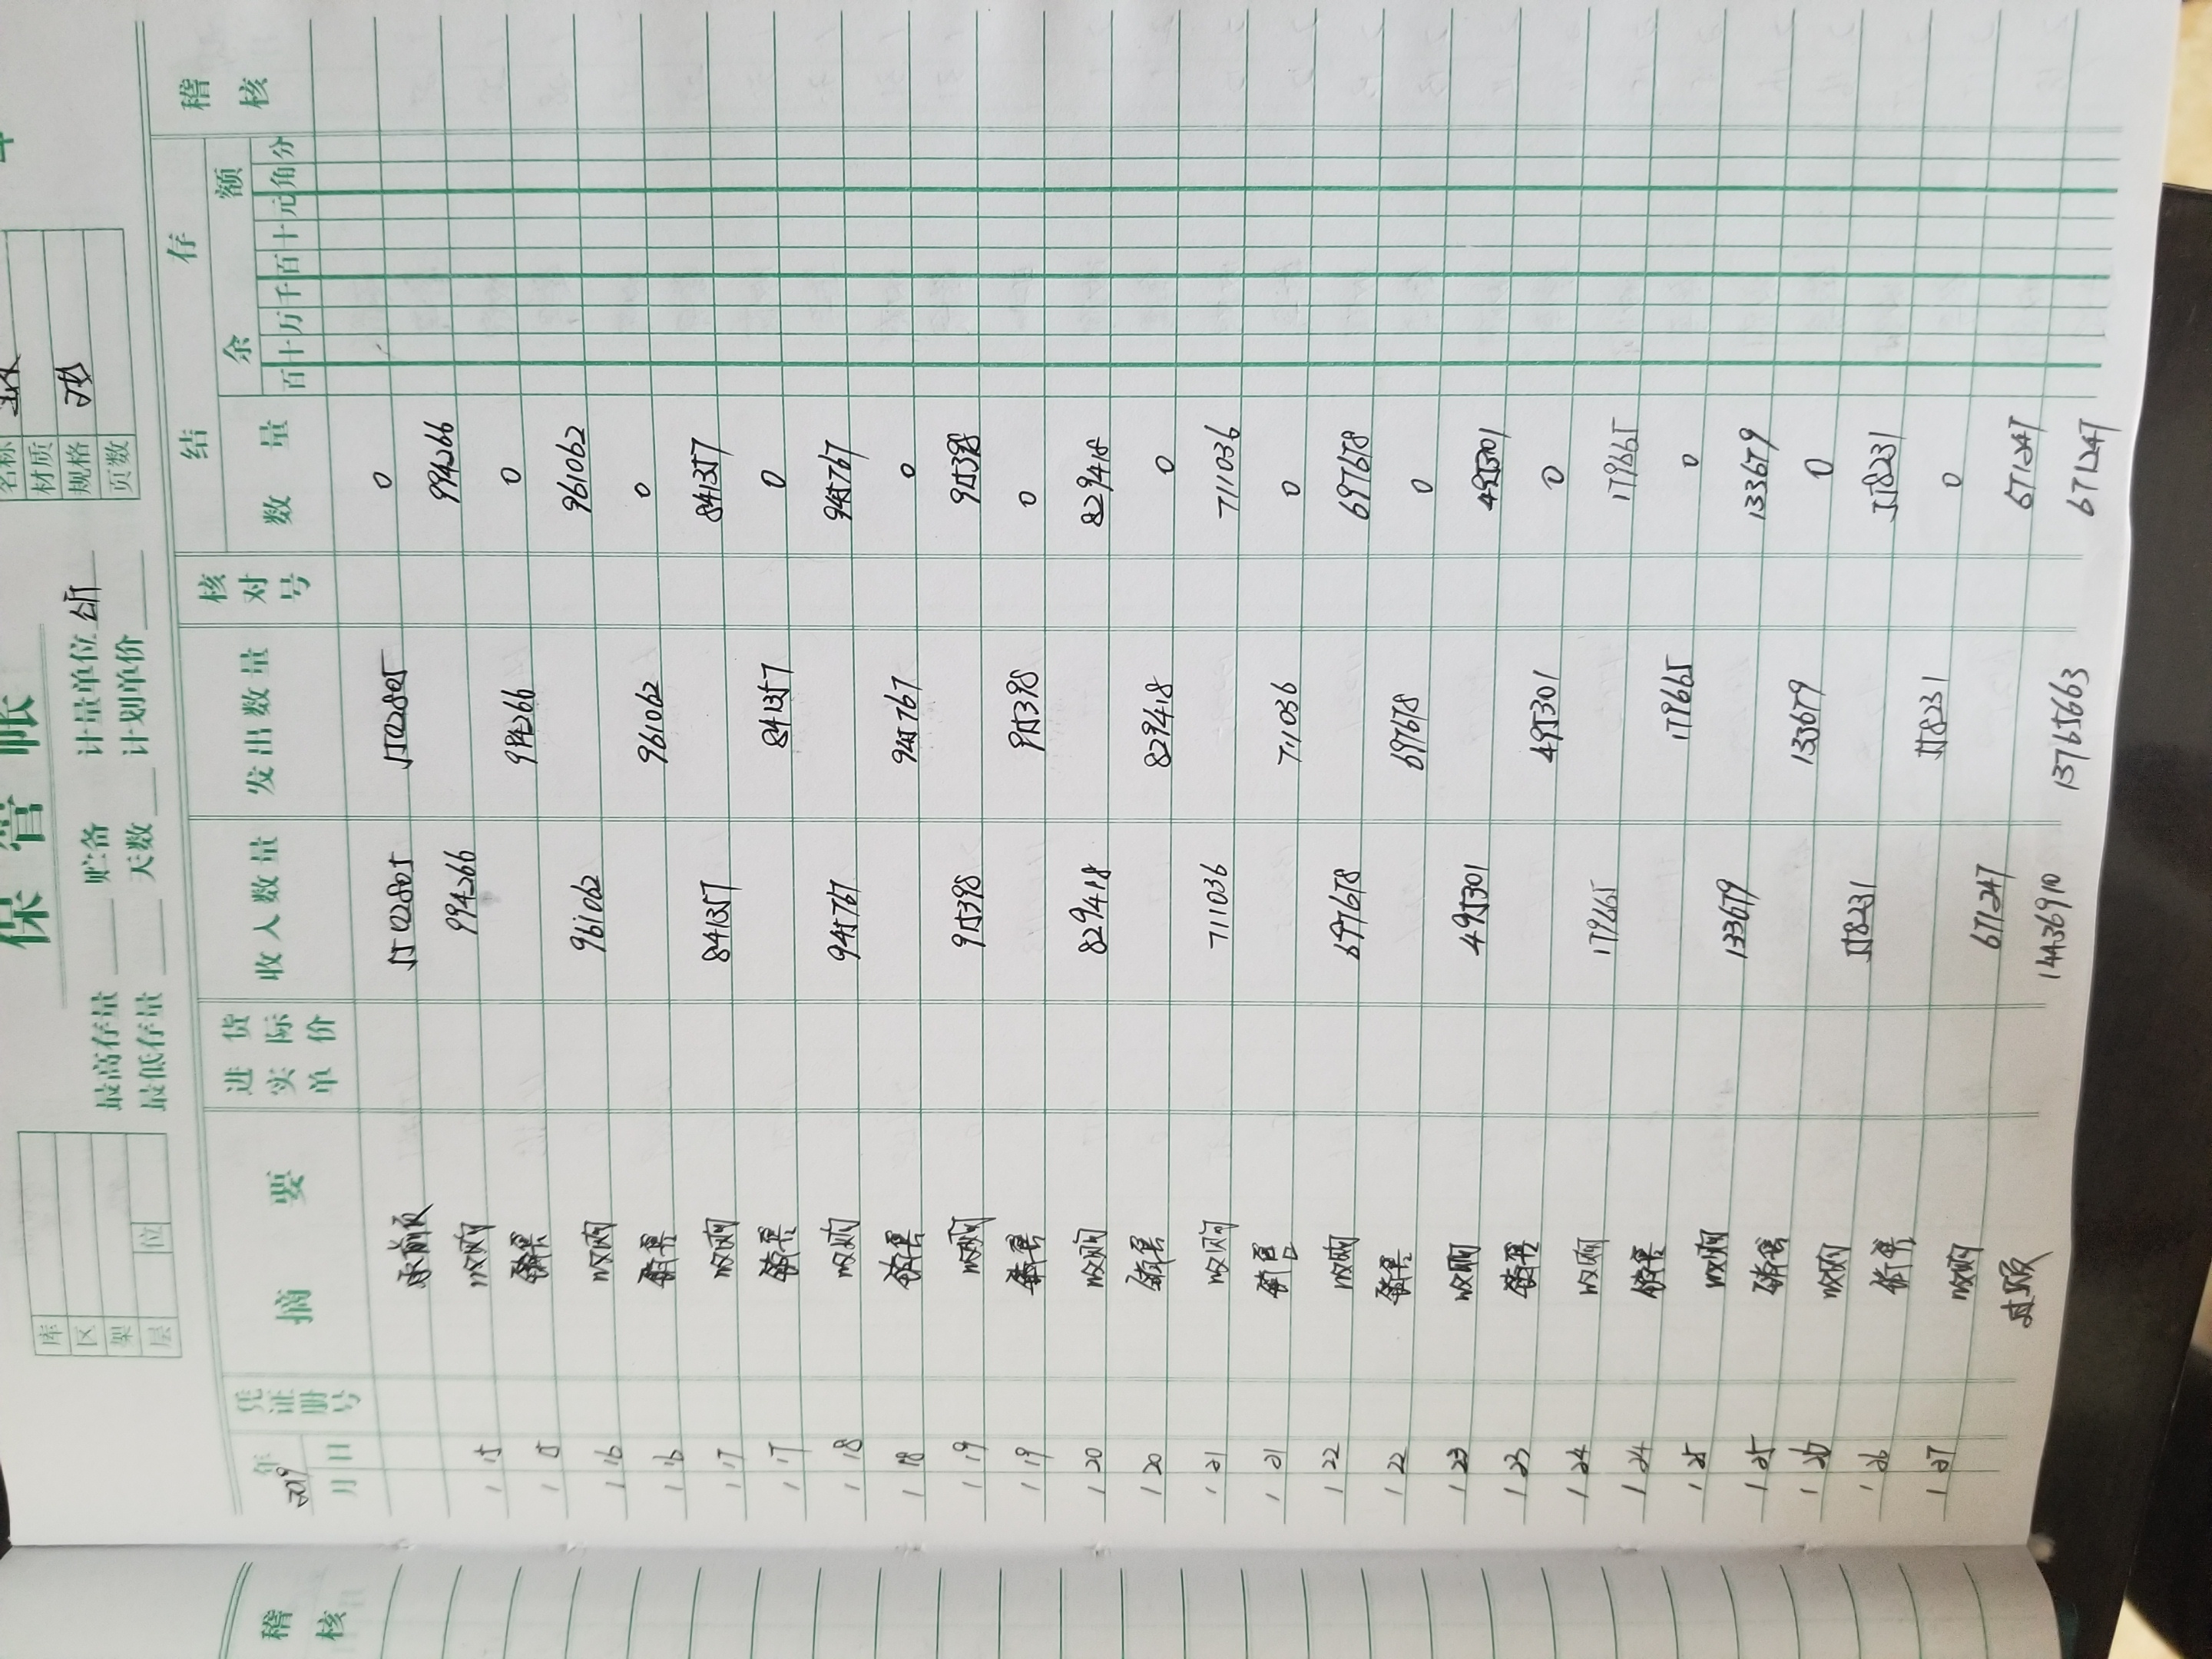 保管帐
库
区
架
层 位
最高存量 贮备 计量单位 公斤
最低存量 天数 计划单价
名称
材质
规格
页数
稽核
2019年 凭证册号 摘要 进货实际单价 收入数量 发出数量 核对号 结存 稽核
月 日 数量 余额
百 十 万 千 百 十 元 角 分
承前页 5502805 5502805 0
1 15 收购 994266 994266
1 15 销售 994266 0
1 16 收购 961062 961062
1 16 销售 961062 0
1 17 收购 841357 841357
1 17 销售 841357 0
1 18 收购 945767 945767
1 18 销售 945767 0
1 19 收购 915398 915398
1 19 销售 915398 0
1 20 收购 829418 829418
1 20 销售 829418 0
1 21 收购 711036 711036
1 21 销售 711036 0
1 22 收购 697678 697678
1 22 销售 697678 0
1 23 收购 495301 495301
1 23 销售 495301 0
1 24 收购 179665 179665
1 24 销售 179665 0
1 25 收购 133679 133679
1 25 销售 133679 0
1 26 收购 558231 558231
1 26 销售 558231 0
1 27 收购 671247 671247
过次页 14436910 13765663 671247